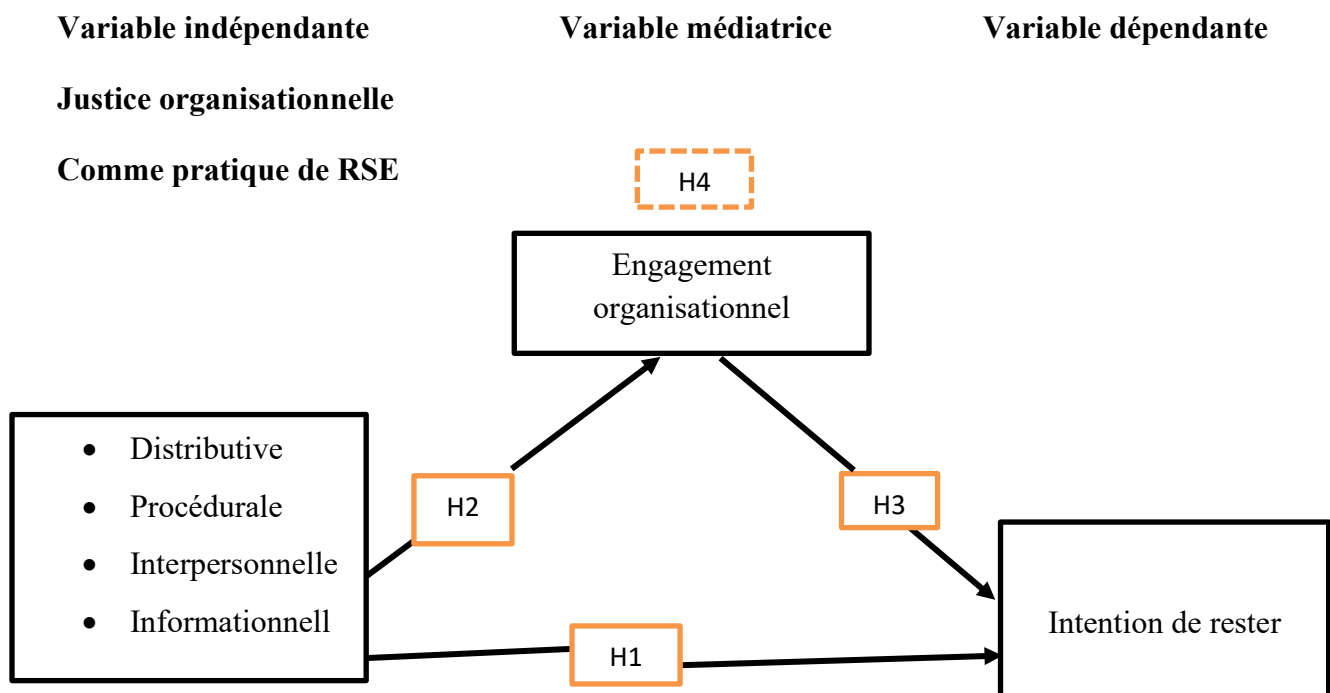 Variable indépendante Variable médiatrice Variable dépendante
Justice organisationnelle
Comme pratique de RSE
H4
Engagement
organisationnel
• Distributive
• Procédurale
• Interpersonnelle
• Informationnell
H2
H3
H1
Intention de rester